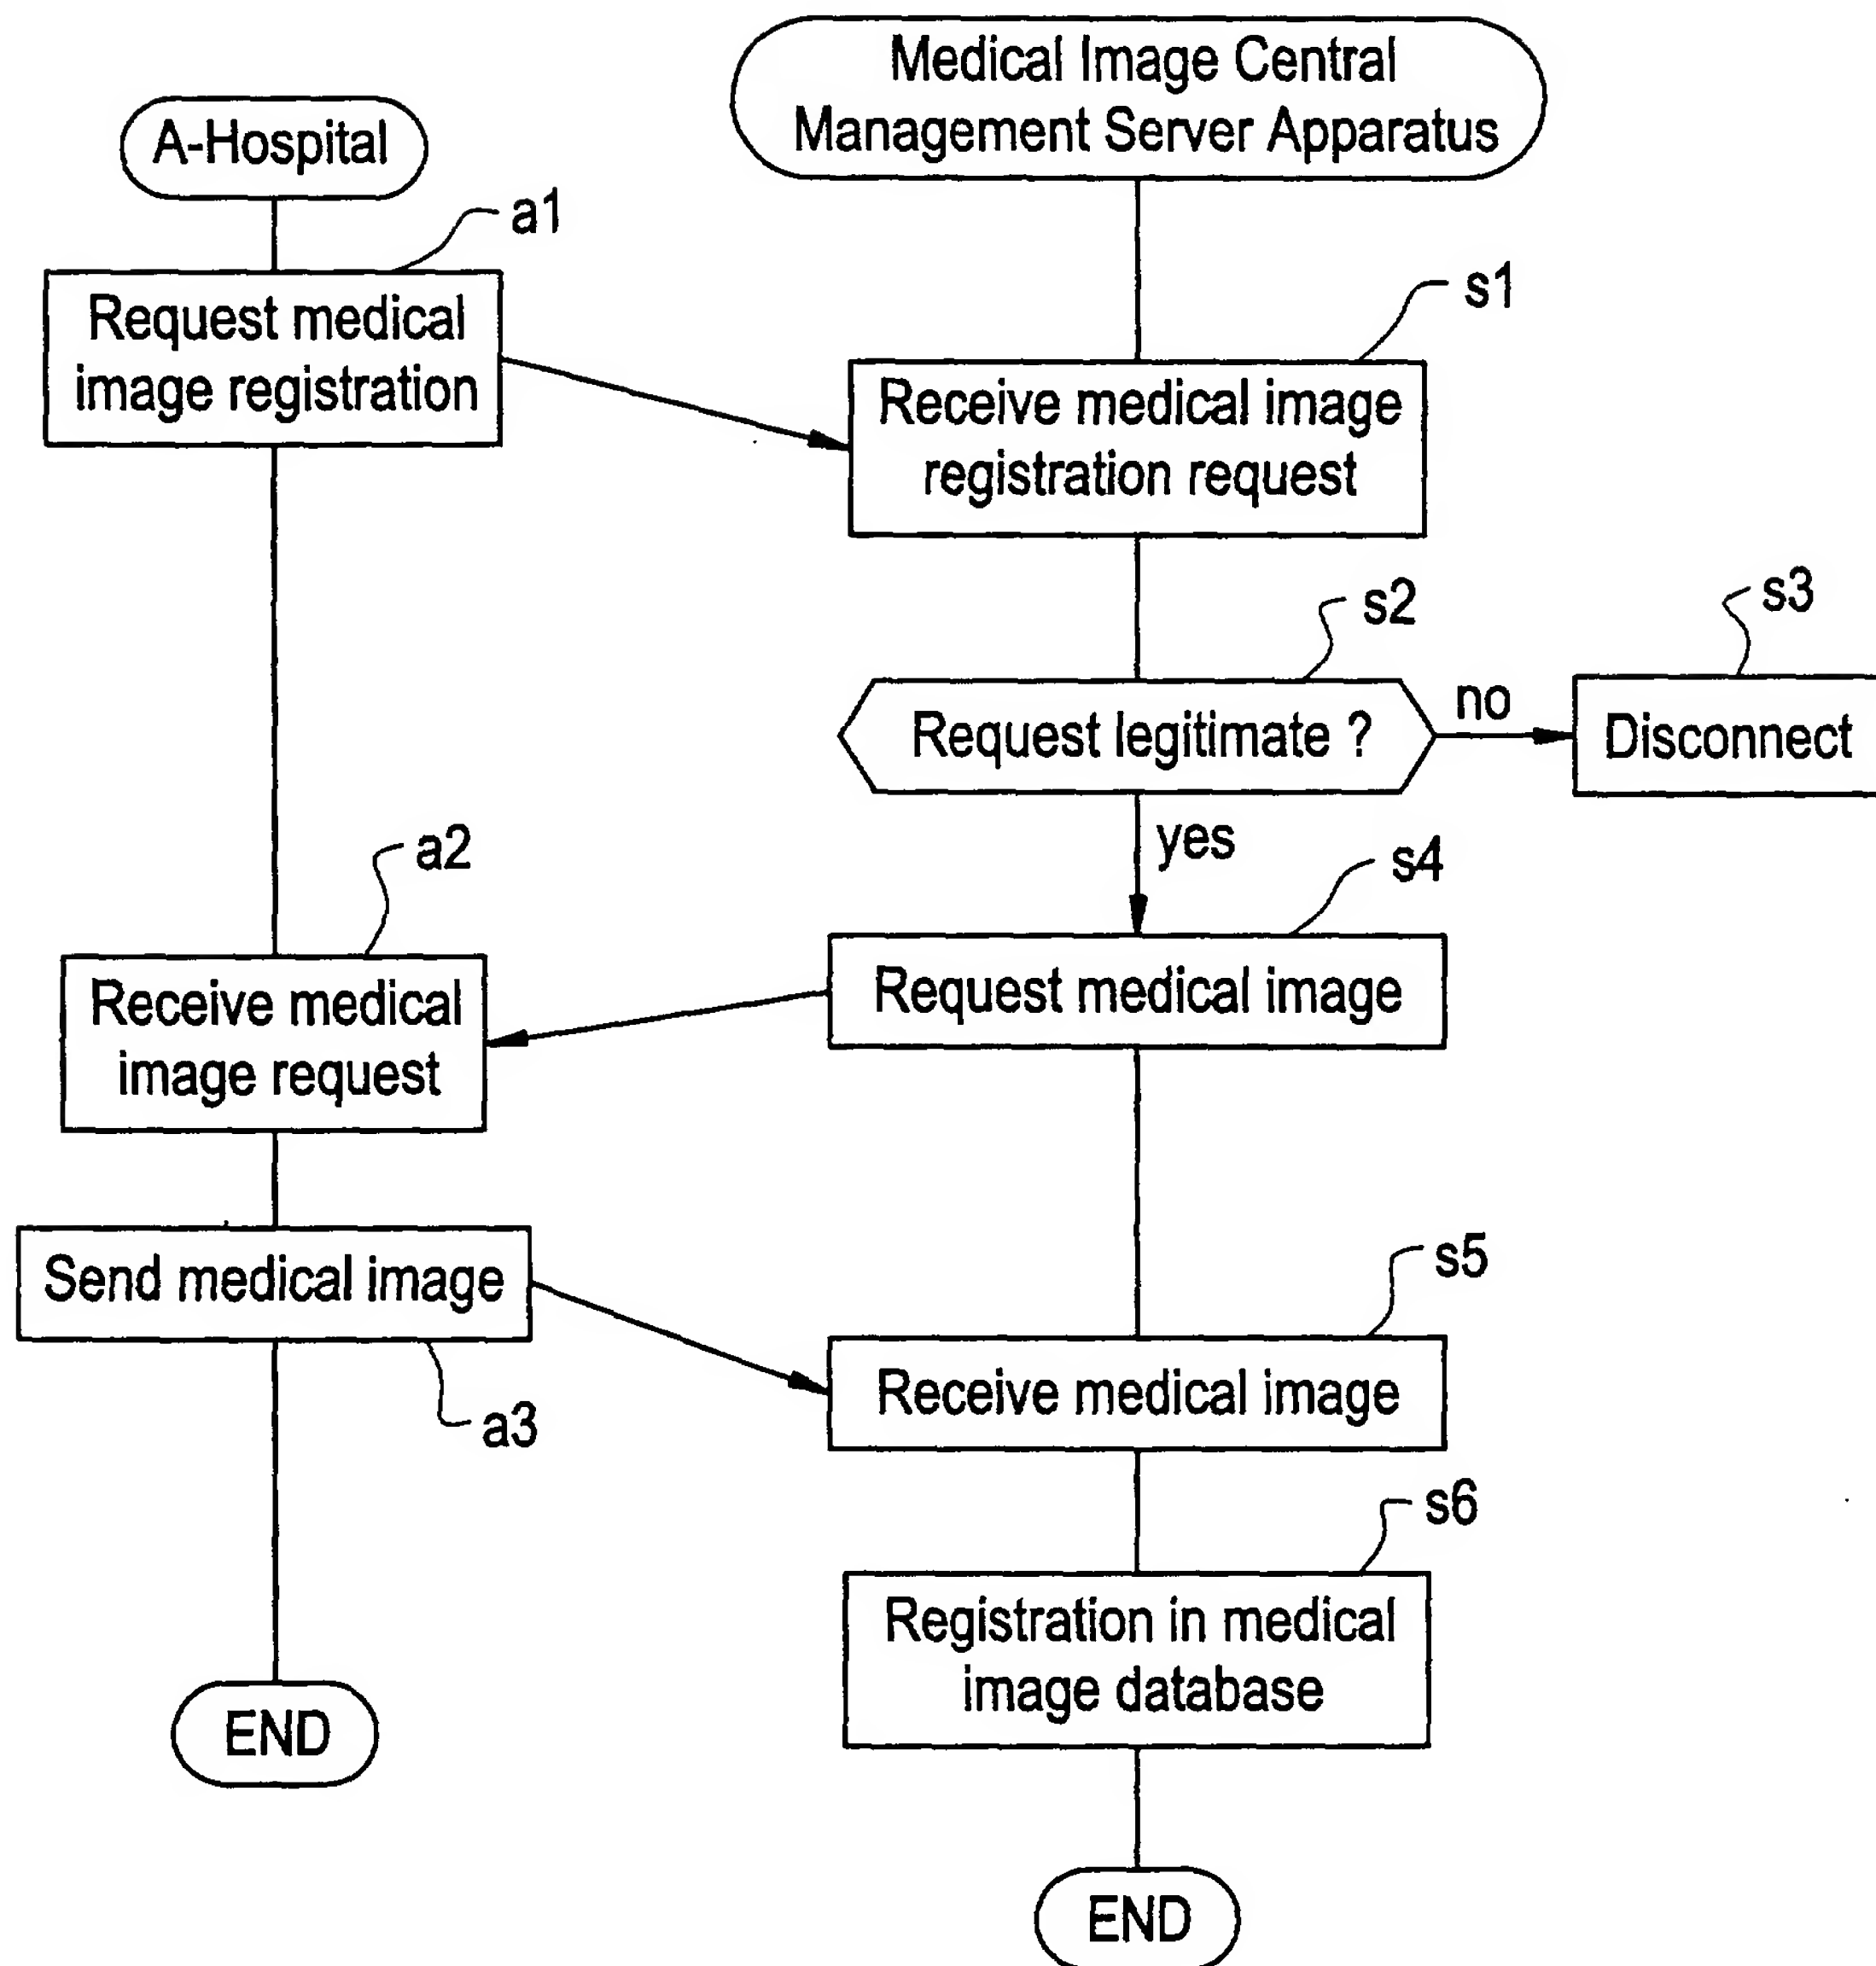 Medical Image Central
Management Server Apparatus
A-Hospital
a1
Request medical
image registration
s1
Receive medical image
registration request
s2
s3
Request legitimate ?
no
Disconnect
yes
a2
s4
Receive medical
image request
Request medical image
Send medical image
a3
s5
Receive medical image
s6
Registration in medical
image database
END
END